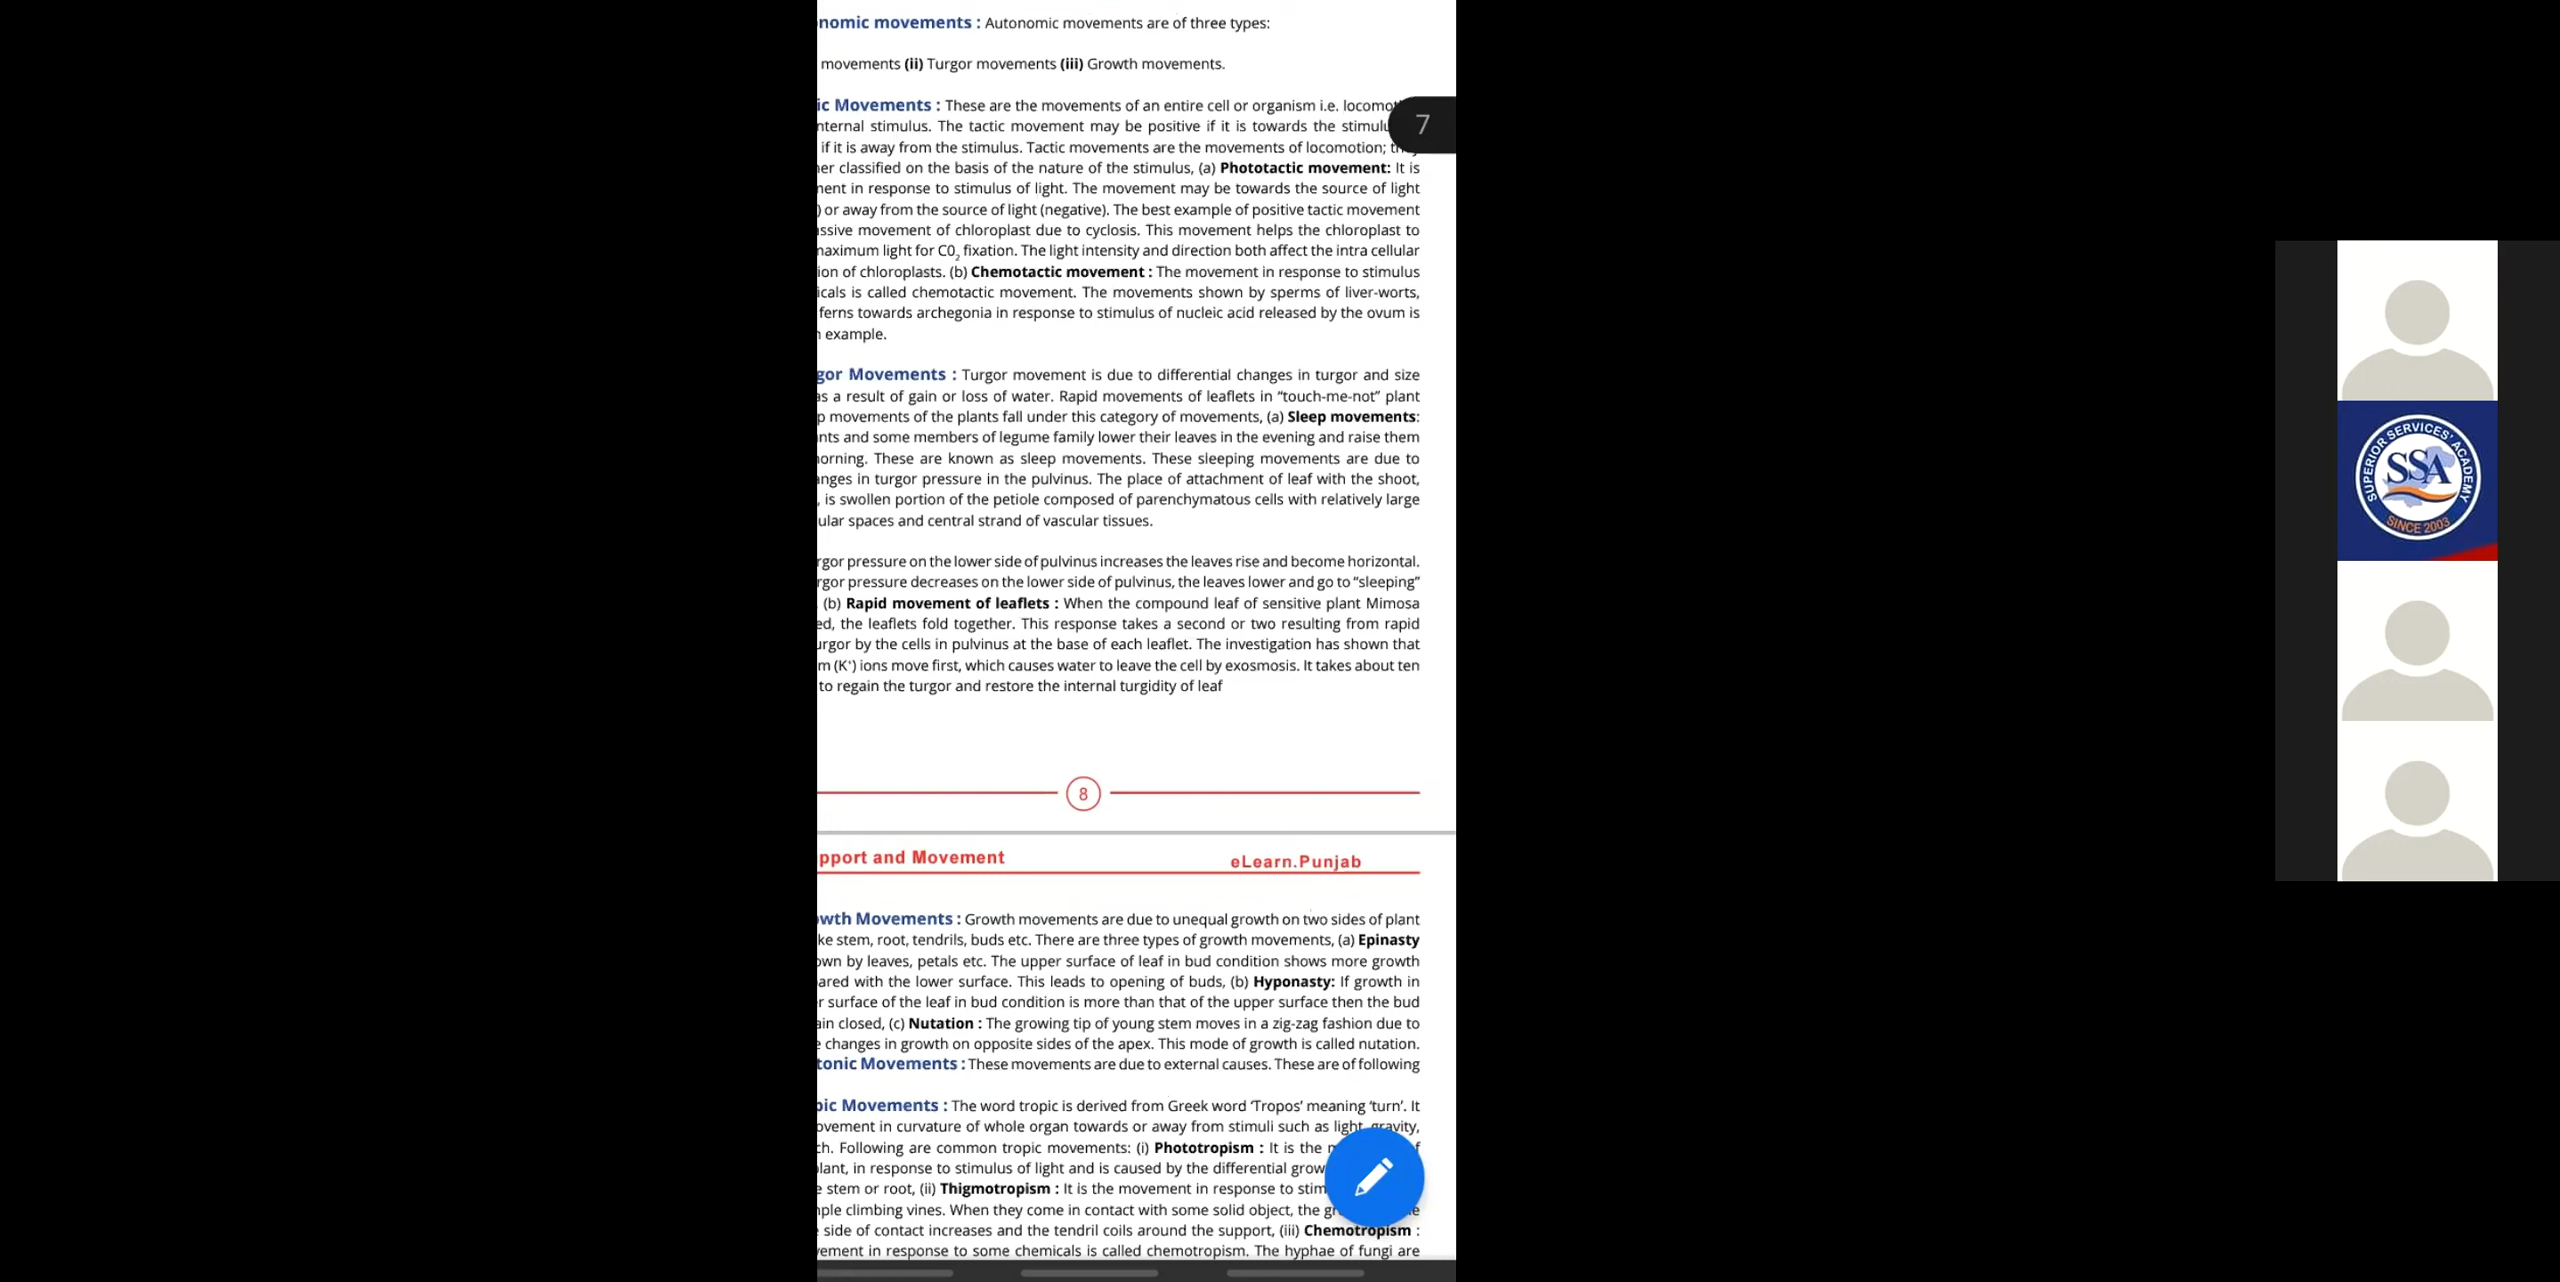 nomic movements : Autonomic movements are of three types:
movements (ii) Turgor movements (iii) Growth movements.
ic Movements : These are the movements of an entire cell or organism i.e.
7
nternal stimulus. The tactic movement may be positive if it is towards the
if it is away from the stimulus. Tactic movements are the movements of locomotion;
er classified on the basis of the nature of the stimulus, (a) Phototactic movement: It is
ent in response to stimulus of light. The movement may be towards the source of light
) or away from the source of light (negative). The best example of positive tactic movement
ssive movement of chloroplast due to cyclosis. This movement helps the chloroplast to
maximum light for C0₂ fixation. The light intensity and direction both affect the intra cellular
ion of chloroplasts. (b) Chemotactic movement : The movement in response to stimulus
icals is called chemotactic movement. The movements shown by sperms of liver-worts,
ferns towards archegonia in response to stimulus of nucleic acid released by the ovum is
example.
gor Movements : Turgor movement is due to differential changes in turgor and size
as a result of gain or loss of water. Rapid movements of leaflets in “touch-me-not” plant
p movements of the plants fall under this category of movements, (a) Sleep movements:
nts and some members of legume family lower their leaves in the evening and raise them
orning. These are known as sleep movements. These sleeping movements are due to
anges in turgor pressure in the pulvinus. The place of attachment of leaf with the shoot,
, is swollen portion of the petiole composed of parenchymatous cells with relatively large
ular spaces and central strand of vascular tissues.
rgor pressure on the lower side of pulvinus increases the leaves rise and become horizontal.
rgor pressure decreases on the lower side of pulvinus, the leaves lower and go to “sleeping”
(b) Rapid movement of leaflets : When the compound leaf of sensitive plant Mimosa
ed, the leaflets fold together. This response takes a second or two resulting from rapid
urgor by the cells in pulvinus at the base of each leaflet. The investigation has shown that
m (K⁺) ions move first, which causes water to leave the cell by exosmosis. It takes about ten
to regain the turgor and restore the internal turgidity of leaf
8
pport and Movement eLearn.Punjab
wth Movements : Growth movements are due to unequal growth on two sides of plant
ke stem, root, tendrils, buds etc. There are three types of growth movements, (a) Epinasty
own by leaves, petals etc. The upper surface of leaf in bud condition shows more growth
ared with the lower surface. This leads to opening of buds, (b) Hyponasty: If growth in
r surface of the leaf in bud condition is more than that of the upper surface then the bud
ain closed, (c) Nutation : The growing tip of young stem moves in a zig-zag fashion due to
e changes in growth on opposite sides of the apex. This mode of growth is called nutation.
tonic Movements : These movements are due to external causes. These are of following
pic Movements : The word tropic is derived from Greek word ‘Tropos’ meaning ‘turn’. It
ovement in curvature of whole organ towards or away from stimuli such as light, gravity,
ch. Following are common tropic movements: (i) Phototropism : It is the
lant, in response to stimulus of light and is caused by the differential
e stem or root, (ii) Thigmotropism : It is the movement in response to
ple climbing vines. When they come in contact with some solid object, the
side of contact increases and the tendril coils around the support, (iii) Chemotropism :
ement in response to some chemicals is called chemotropism. The hyphae of fungi are
SUPERIOR SERVICES' ACADEMY
SSA
SINCE 2003